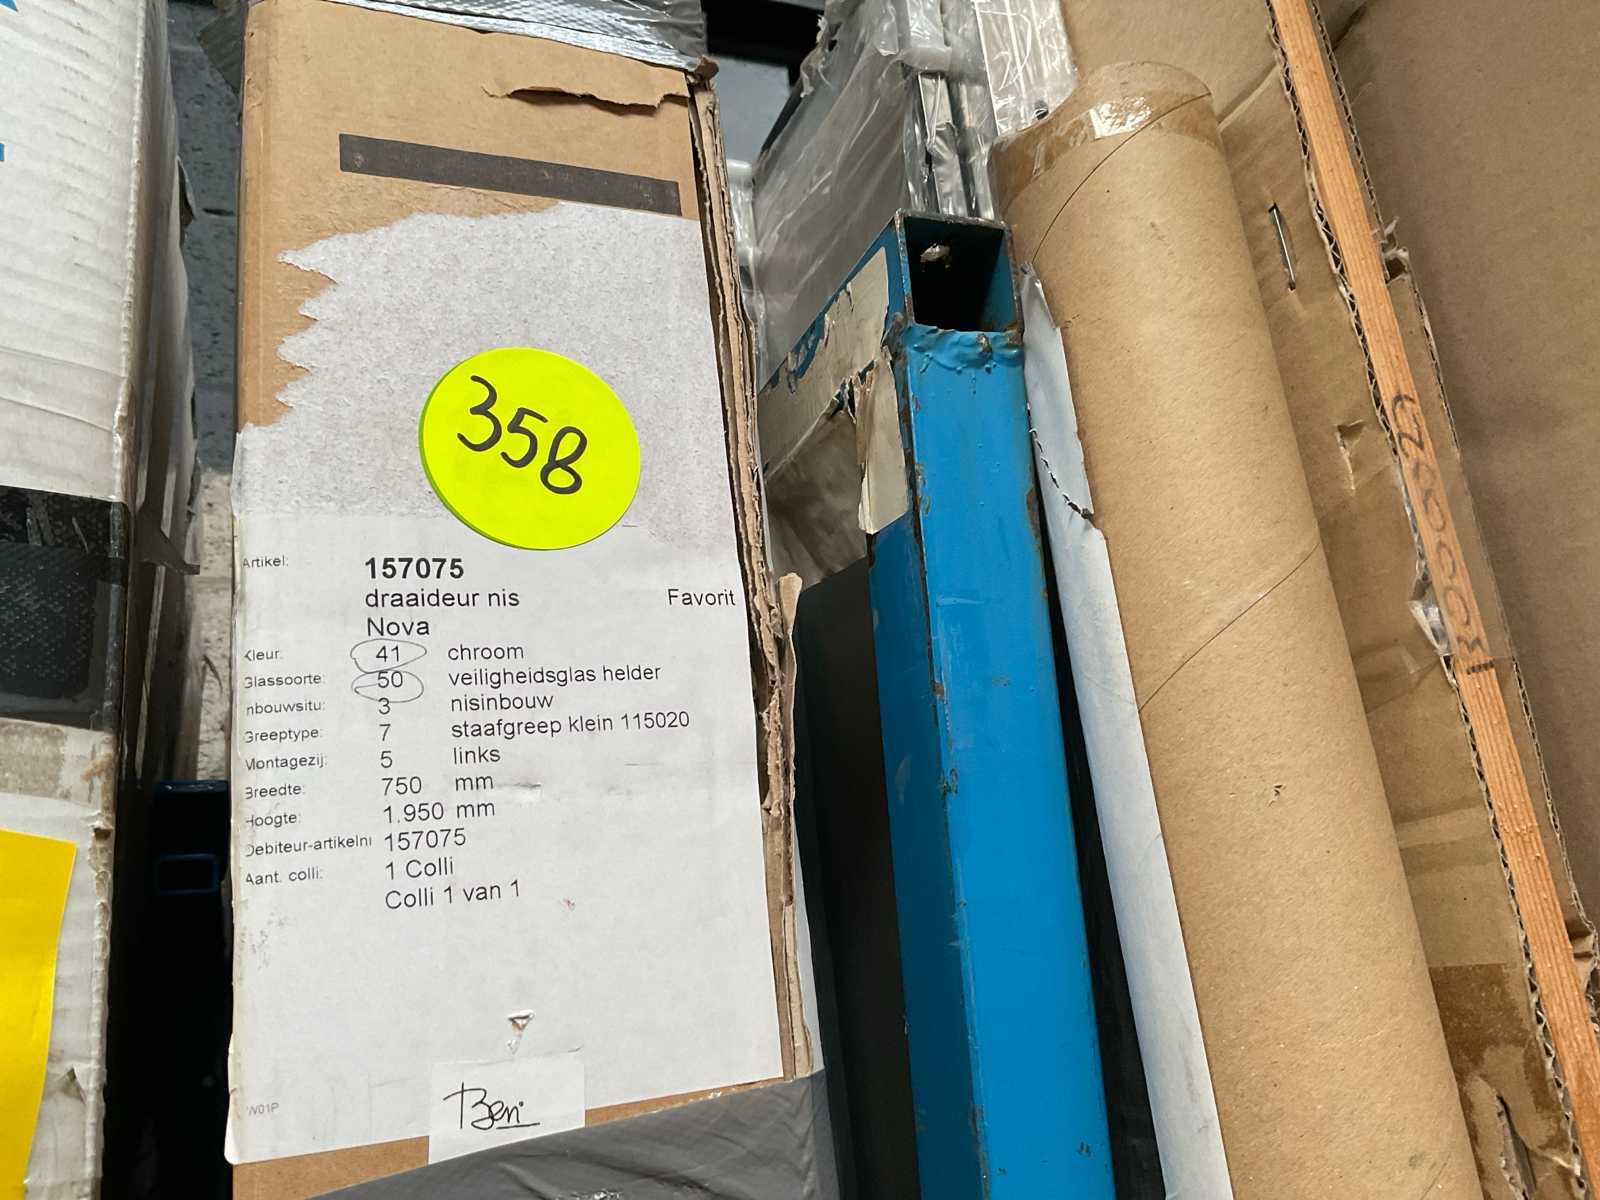 358
Artikel: 157075
draaideur nis Favorit
Nova
Kleur: 41 chroom
Glassoorte: 50 veiligheidsglas helder
nbouwsitu: 3 nisinbouw
Greeptype: 7 staafgreep klein 115020
Montagezij: 5 links
Breedte: 750 mm
Hoogte: 1.950 mm
Debiteur-artikelnr 157075
Aant. colli: 1 Colli
Colli 1 van 1
W01P
Ben